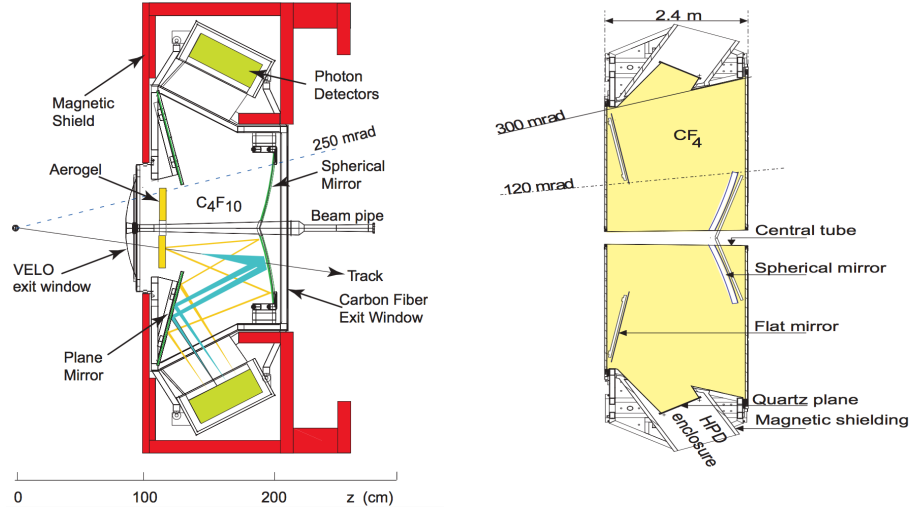 Magnetic
Shield
Photon
Detectors
250 mrad
Aerogel
Spherical
Mirror
C4F10
Beam pipe
VELO
exit window
Track
Carbon Fiber
Exit Window
Plane
Mirror
0
100
200
z (cm)
2.4 m
300 mrad
CF4
120 mrad
Central tube
Spherical mirror
Flat mirror
Quartz plane
Magnetic shielding
HPD
enclosure